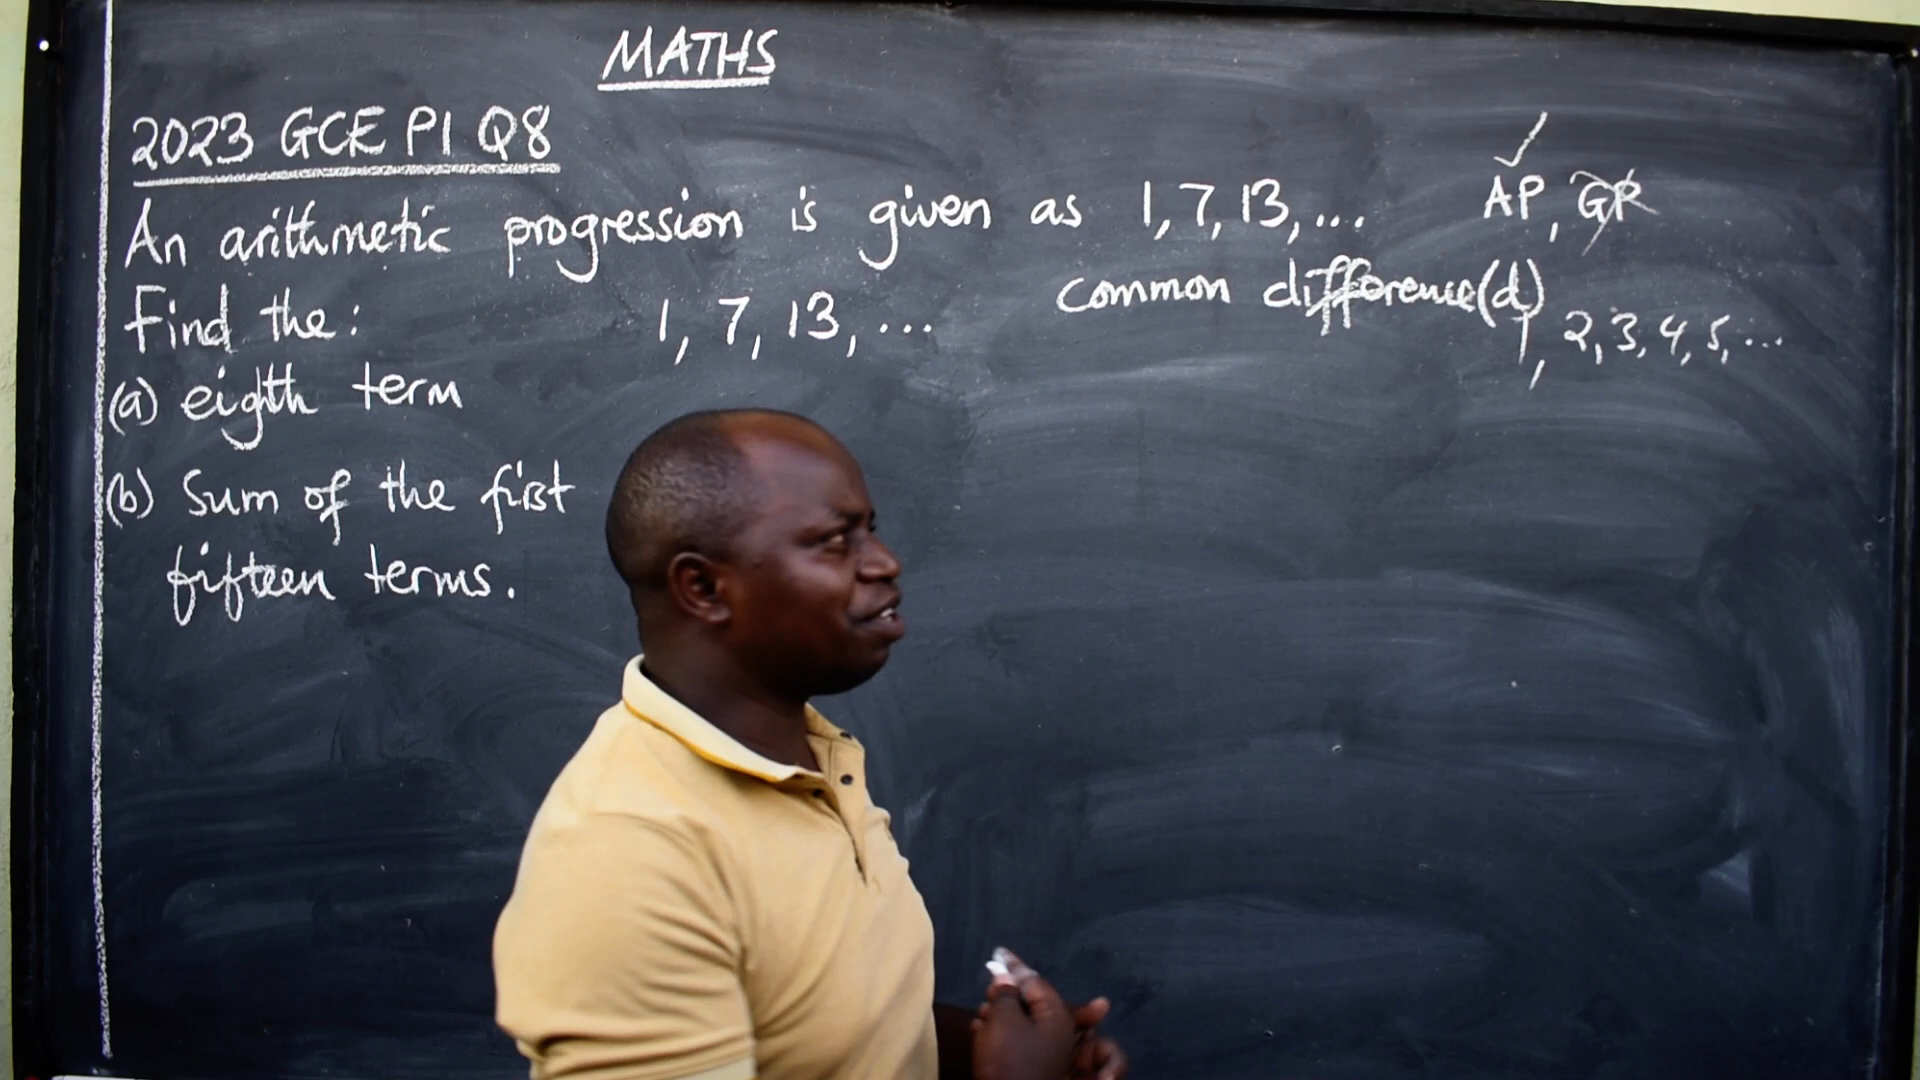 MATHS
2023 GCE P1 Q8
An arithmetic progression is given as 1, 7, 13, ...
AP, GP
Find the:
1, 7, 13, ...
common difference (d)
1, 2, 3, 4, 5, ...
(a) eighth term
(b) Sum of the first
fifteen terms.